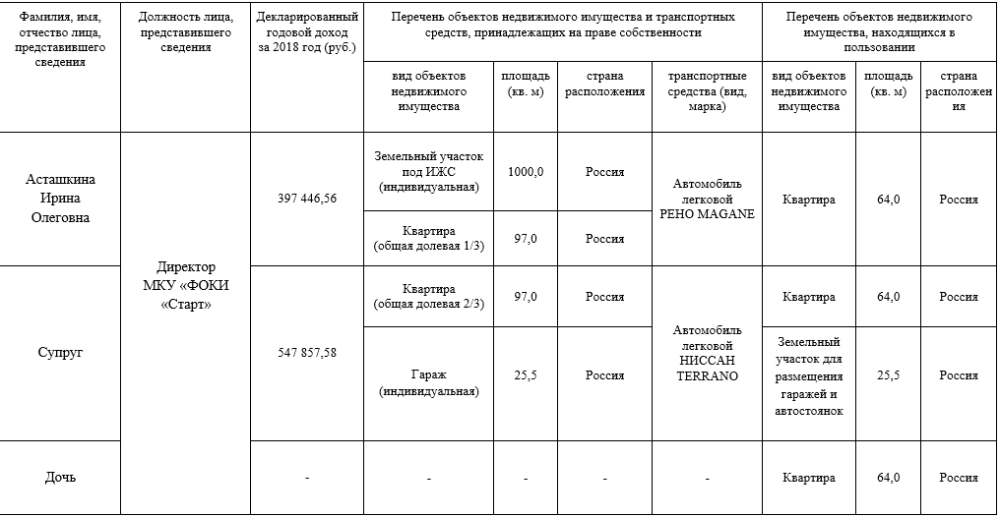 Фамилия, имя,
отчество лица,
представившего
сведения
Должность лица,
представившего
сведения
Декларированный
годовой доход
за 2018 год (руб.)
Перечень объектов недвижимого имущества и транспортных
средств, принадлежащих на праве собственности
Перечень объектов недвижимого
имущества, находящихся в
пользовании
вид объектов
недвижимого
имущества
площадь
(кв. м)
страна
расположения
транспортные
средства (вид,
марка)
вид объектов
недвижимого
имущества
площадь
(кв. м)
страна
расположен
ия
Асташкина
Ирина
Олеговна
Директор
МКУ «ФОКИ
«Старт»
397 446,56
Земельный участок
под ИЖС
(индивидуальная)
1000,0
Россия
Автомобиль
легковой
РЕНО MAGANE
Квартира
64,0
Россия
Квартира
(общая долевая 1/3)
97,0
Россия
Супруг
547 857,58
Квартира
(общая долевая 2/3)
97,0
Россия
Автомобиль
легковой
НИССАН
TERRANO
Квартира
64,0
Россия
Гараж
(индивидуальная)
25,5
Россия
Земельный
участок для
размещения
гаражей и
автостоянок
25,5
Россия
Дочь
-
-
-
-
-
Квартира
64,0
Россия